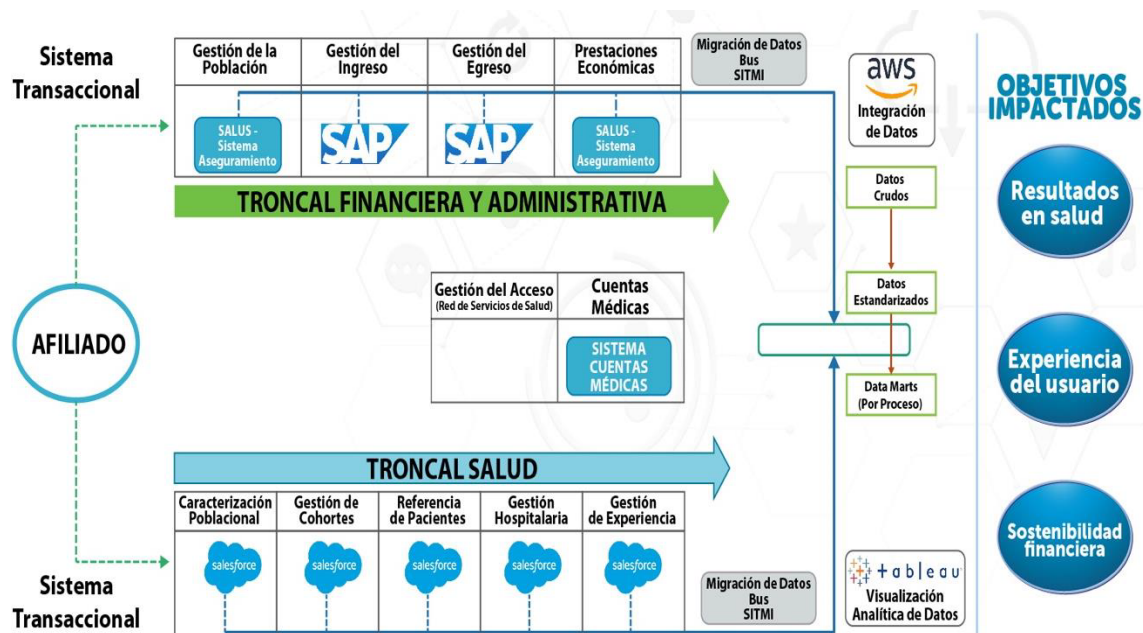 Sistema
Transaccional
Gestión de la
Población
Gestión del
Ingreso
Gestión del
Egreso
Prestaciones
Económicas
Migración de Datos
Bus
SITMI
SALUS -
Sistema
Aseguramiento
SAP
SAP
SALUS -
Sistema
Aseguramiento
aws
Integración
de Datos
OBJETIVOS
IMPACTADOS
TRONCAL FINANCIERA Y ADMINISTRATIVA
Datos
Crudos
Resultados
en salud
AFILIADO
Gestión del Acceso
(Red de Servicios de Salud)
Cuentas
Médicas
SISTEMA
CUENTAS
MÉDICAS
Datos
Estandarizados
Data Marts
(Por Proceso)
Experiencia
del usuario
TRONCAL SALUD
Caracterización
Poblacional
Gestión de
Cohortes
Referencia
de Pacientes
Gestión
Hospitalaria
Gestión
de Experiencia
salesforce
salesforce
salesforce
salesforce
salesforce
Sistema
Transaccional
Migración de Datos
Bus
SITMI
tableau
Visualización
Analítica de Datos
Sostenibilidad
financiera